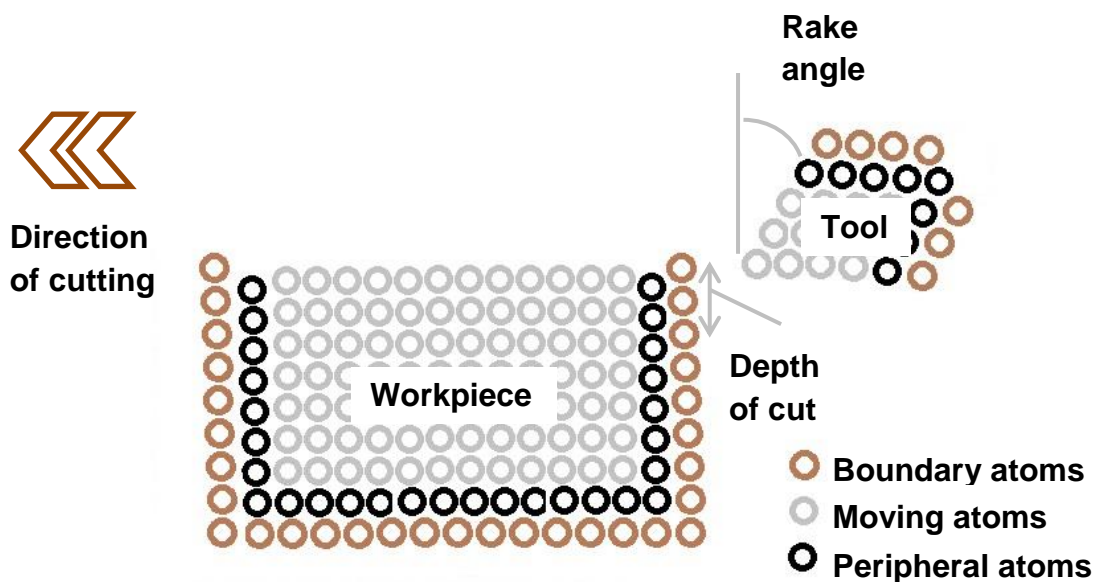 Rake
angle
Direction
of cutting
Tool
Workpiece
Depth
of cut
Boundary atoms
Moving atoms
Peripheral atoms